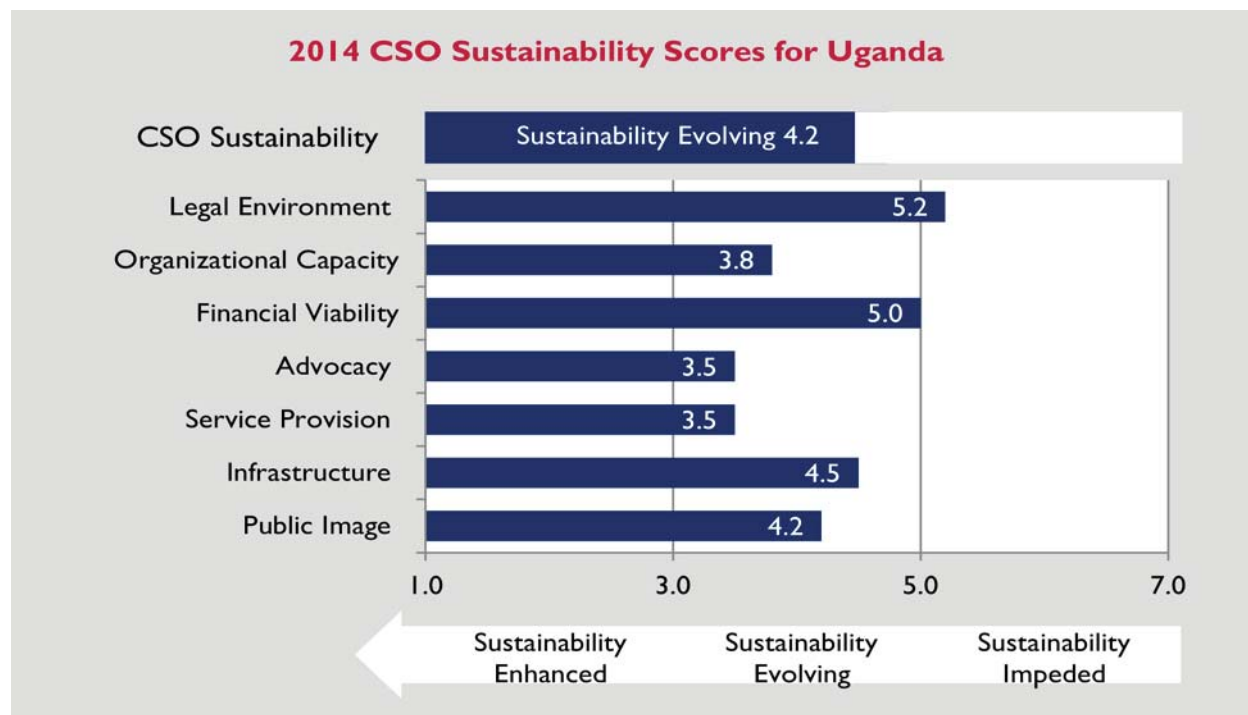 2014 CSO Sustainability Scores for Uganda
CSO Sustainability
Sustainability Evolving 4.2
Legal Environment
5.2
Organizational Capacity
3.8
Financial Viability
5.0
Advocacy
3.5
Service Provision
3.5
Infrastructure
4.5
Public Image
4.2
1.0 3.0 5.0 7.0
Sustainability Sustainability Sustainability
Enhanced Evolving Impeded